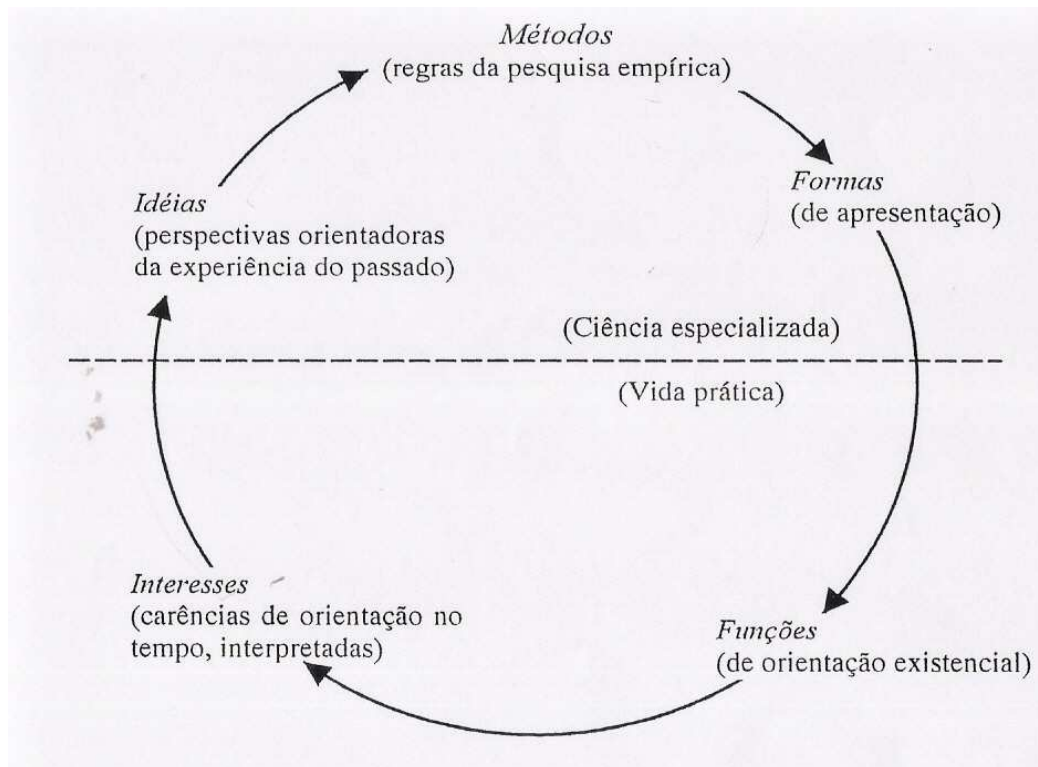 Métodos
(regras da pesquisa empírica)
Formas
(de apresentação)
Idéias
(perspectivas orientadoras
da experiência do passado)
(Ciência especializada)
(Vida prática)
Interesses
(carências de orientação no
tempo, interpretadas)
Funções
(de orientação existencial)